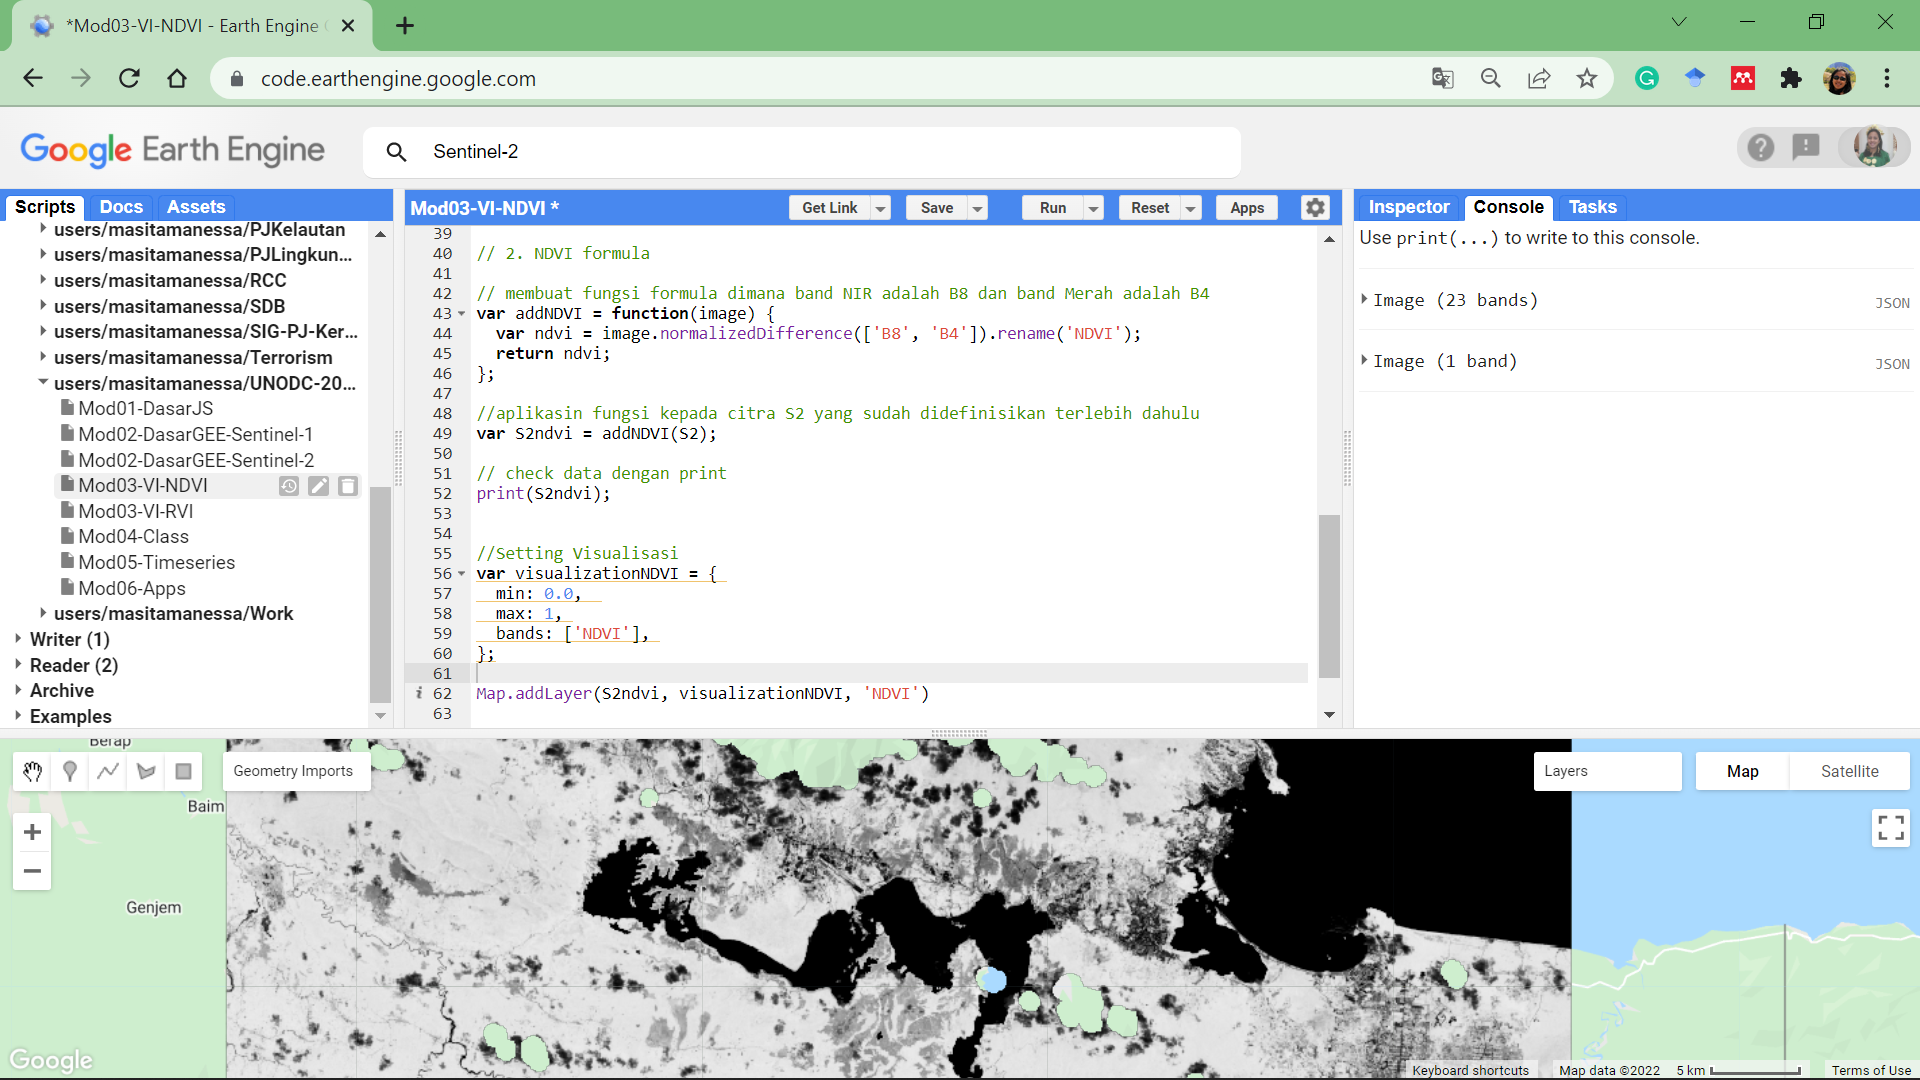 *Mod03-VI-NDVI - Earth Engine
code.earthengine.google.com
Google Earth Engine
Sentinel-2
Scripts Docs Assets
users/masitamanessa/PJKelautan
users/masitamanessa/PJLingkun...
users/masitamanessa/RCC
users/masitamanessa/SDB
users/masitamanessa/SIG-PJ-Ker...
users/masitamanessa/Terrorism
users/masitamanessa/UNODC-20...
Mod01-DasarJS
Mod02-DasarGEE-Sentinel-1
Mod02-DasarGEE-Sentinel-2
Mod03-VI-NDVI
Mod03-VI-RVI
Mod04-Class
Mod05-Timeseries
Mod06-Apps
users/masitamanessa/Work
Writer (1)
Reader (2)
Archive
Examples
Mod03-VI-NDVI *
Get Link Save Run Reset Apps
39
40 // 2. NDVI formula
41
42 // membuat fungsi formula dimana band NIR adalah B8 dan band Merah adalah B4
43 var addNDVI = function(image) {
44 var ndvi = image.normalizedDifference(['B8', 'B4']).rename('NDVI');
45 return ndvi;
46 };
47
48 //aplikasin fungsi kepada citra S2 yang sudah didefinisikan terlebih dahulu
49 var S2ndvi = addNDVI(S2);
50
51 // check data dengan print
52 print(S2ndvi);
53
54
55 //Setting Visualisasi
56 var visualizationNDVI = {
57 min: 0.0,
58 max: 1,
59 bands: ['NDVI'],
60 };
61
i 62 Map.addLayer(S2ndvi, visualizationNDVI, 'NDVI')
63
Inspector Console Tasks
Use print(...) to write to this console.
Image (23 bands) JSON
Image (1 band) JSON
Berap
Geometry Imports
Layers
Map Satellite
Baim
Genjem
Google
Keyboard shortcuts Map data ©2022 5 km Terms of Use